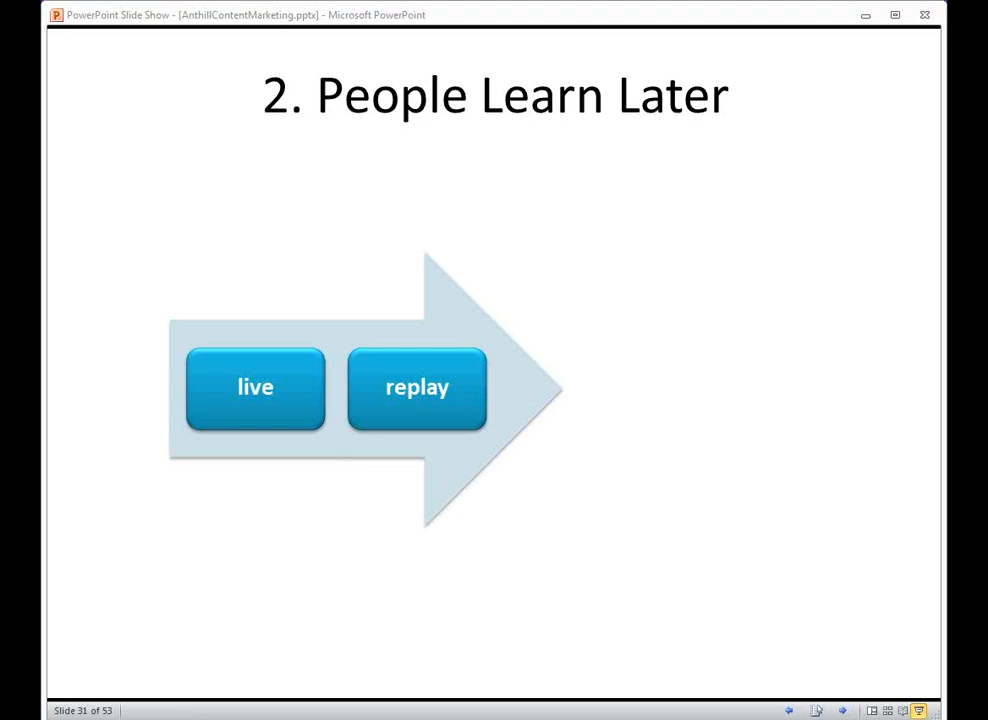 PowerPoint Slide Show - [AnthillContentMarketing.pptx] - Microsoft PowerPoint
2. People Learn Later
live
replay
Slide 31 of 53